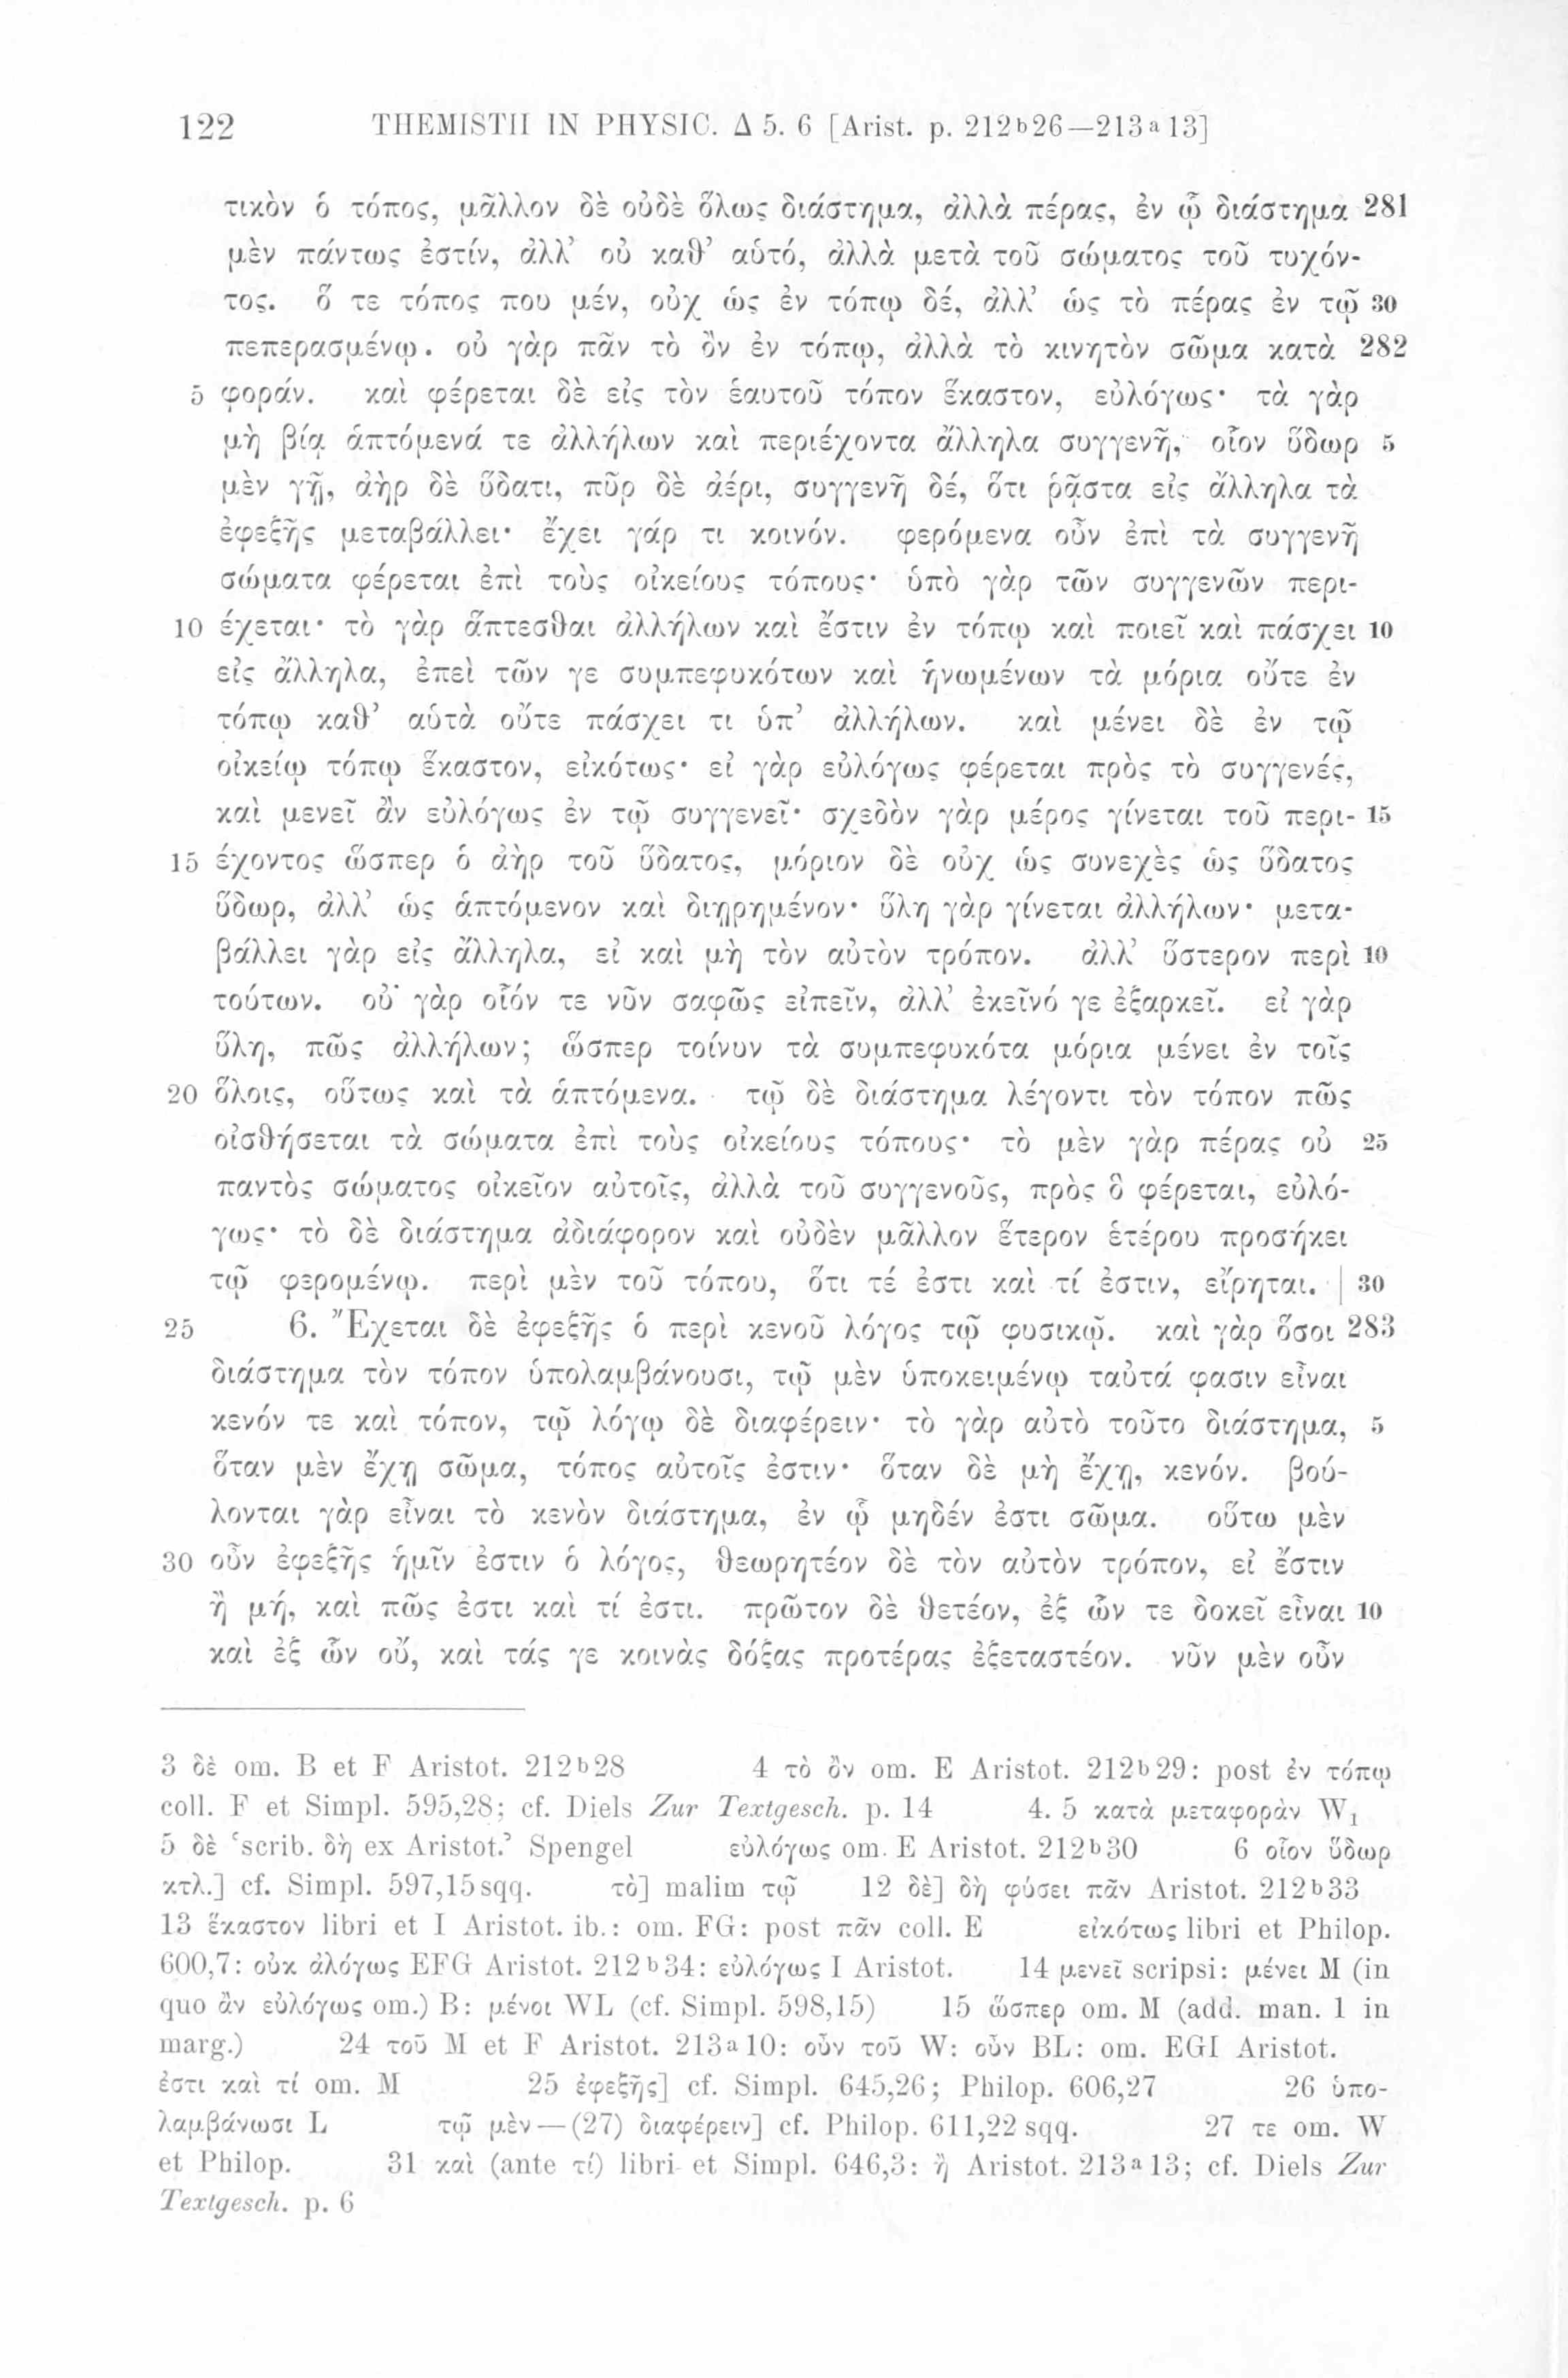 122 THEMISTII IN PHYSIC. Δ 5. 6 [Arist. p. 212b26—213a13]
τικὸν ὁ τόπος, μᾶλλον δὲ οὐδὲ ὅλως διάστημα, ἀλλὰ πέρας, ἐν ᾧ διάστημα 281
μὲν πάντως ἐστίν, ἀλλ’ οὐ καθ’ αὑτό, ἀλλὰ μετὰ τοῦ σώματος τοῦ τυχόν-
τος. ὅ τε τόπος που μέν, οὐχ ὡς ἐν τόπῳ δέ, ἀλλ’ ὡς τὸ πέρας ἐν τῷ 30
πεπερασμένῳ. οὐ γὰρ πᾶν τὸ ὂν ἐν τόπῳ, ἀλλὰ τὸ κινητὸν σῶμα κατὰ 282
5 φοράν. καὶ φέρεται δὲ εἰς τὸν ἑαυτοῦ τόπον ἕκαστον, εὐλόγως· τὰ γὰρ
μὴ βίᾳ ἁπτόμενά τε ἀλλήλων καὶ περιέχοντα ἄλληλα συγγενῆ, οἷον ὕδωρ 5
μὲν γῇ, ἀὴρ δὲ ὕδατι, πῦρ δὲ ἀέρι, συγγενῆ δέ, ὅτι ῥᾷστα εἰς ἄλληλα τὰ
ἐφεξῆς μεταβάλλει· ἔχει γάρ τι κοινόν. φερόμενα οὖν ἐπὶ τὰ συγγενῆ
σώματα φέρεται ἐπὶ τοὺς οἰκείους τόπους· ὑπὸ γὰρ τῶν συγγενῶν περι-
10 έχεται· τὸ γὰρ ἅπτεσθαι ἀλλήλων καὶ ἔστιν ἐν τόπῳ καὶ ποιεῖ καὶ πάσχει 10
εἰς ἄλληλα, ἐπεὶ τῶν γε συμπεφυκότων καὶ ἡνωμένων τὰ μόρια οὔτε ἐν
τόπῳ καθ’ αὑτὰ οὔτε πάσχει τι ὑπ’ ἀλλήλων. καὶ μένει δὲ ἐν τῷ
οἰκείῳ τόπῳ ἕκαστον, εἰκότως· εἰ γὰρ εὐλόγως φέρεται πρὸς τὸ συγγενές,
καὶ μενεῖ ἂν εὐλόγως ἐν τῷ συγγενεῖ· σχεδὸν γὰρ μέρος γίνεται τοῦ περι- 15
15 έχοντος ὥσπερ ὁ ἀὴρ τοῦ ὕδατος, μόριον δὲ οὐχ ὡς συνεχὲς ὡς ὕδατος
ὕδωρ, ἀλλ’ ὡς ἁπτόμενον καὶ διῃρημένον· ὕλη γὰρ γίνεται ἀλλήλων· μετα-
βάλλει γὰρ εἰς ἄλληλα, εἰ καὶ μὴ τὸν αὐτὸν τρόπον. ἀλλ’ ὕστερον περὶ 10
τούτων. οὐ γὰρ οἷόν τε νῦν σαφῶς εἰπεῖν, ἀλλ’ ἐκεῖνό γε ἐξαρκεῖ. εἰ γὰρ
ὕλη, πῶς ἀλλήλων; ὥσπερ τοίνυν τὰ συμπεφυκότα μόρια μένει ἐν τοῖς
20 ὅλοις, οὕτως καὶ τὰ ἁπτόμενα. τῷ δὲ διάστημα λέγοντι τὸν τόπον πῶς
οἰσθήσεται τὰ σώματα ἐπὶ τοὺς οἰκείους τόπους· τὸ μὲν γὰρ πέρας οὐ 25
παντὸς σώματος οἰκεῖον αὐτοῖς, ἀλλὰ τοῦ συγγενοῦς, πρὸς ὃ φέρεται, εὐλό-
γως· τὸ δὲ διάστημα ἀδιάφορον καὶ οὐδὲν μᾶλλον ἕτερον ἑτέρου προσήκει
τῷ φερομένῳ. περὶ μὲν τοῦ τόπου, ὅτι τέ ἐστι καὶ τί ἐστιν, εἴρηται. | 30
25 6. Ἔχεται δὲ ἐφεξῆς ὁ περὶ κενοῦ λόγος τῷ φυσικῷ. καὶ γὰρ ὅσοι 283
διάστημα τὸν τόπον ὑπολαμβάνουσι, τῷ μὲν ὑποκειμένῳ ταὐτά φασιν εἶναι
κενόν τε καὶ τόπον, τῷ λόγῳ δὲ διαφέρειν· τὸ γὰρ αὐτὸ τοῦτο διάστημα, 5
ὅταν μὲν ἔχῃ σῶμα, τόπος αὐτοῖς ἐστιν· ὅταν δὲ μὴ ἔχῃ, κενόν. βού-
λονται γὰρ εἶναι τὸ κενὸν διάστημα, ἐν ᾧ μηδέν ἐστι σῶμα. οὕτω μὲν
30 οὖν ἐφεξῆς ἡμῖν ἐστιν ὁ λόγος, θεωρητέον δὲ τὸν αὐτὸν τρόπον, εἰ ἔστιν
ἢ μή, καὶ πῶς ἐστι καὶ τί ἐστι. πρῶτον δὲ θετέον, ἐξ ὧν τε δοκεῖ εἶναι 10
καὶ ἐξ ὧν οὔ, καὶ τάς γε κοινὰς δόξας προτέρας ἐξεταστέον. νῦν μὲν οὖν
3 δὲ om. B et F Aristot. 212b28 4 τὸ ὂν om. E Aristot. 212b29: post ἐν τόπῳ
coll. F et Simpl. 595,28; cf. Diels Zur Textgesch. p. 14 4. 5 κατὰ μεταφορὰν W1
5 δὲ ‘scrib. δὴ ex Aristot.’ Spengel εὐλόγως om. E Aristot. 212b30 6 οἷον ὕδωρ
κτλ.] cf. Simpl. 597,15 sqq. τὸ] malim τῷ 12 δὲ] δὴ φύσει πᾶν Aristot. 212b33
13 ἕκαστον libri et I Aristot. ib.: om. FG: post πᾶν coll. E εἰκότως libri et Philop.
600,7: οὐκ ἀλόγως EFG Aristot. 212b34: εὐλόγως I Aristot. 14 μενεῖ scripsi: μένει M (in
quo ἂν εὐλόγως om.) B: μένοι WL (cf. Simpl. 598,15) 15 ὥσπερ om. M (add. man. 1 in
marg.) 24 τοῦ M et F Aristot. 213a10: οὖν τοῦ W: οὖν BL: om. EGI Aristot.
ἐστι καὶ τί om. M 25 ἐφεξῆς] cf. Simpl. 645,26; Philop. 606,27 26 ὑπο-
λαμβάνωσι L τῷ μὲν—(27) διαφέρειν] cf. Philop. 611,22 sqq. 27 τε om. W
et Philop. 31 καὶ (ante τί) libri et Simpl. 646,3: ἢ Aristot. 213a13; cf. Diels Zur
Textgesch. p. 6